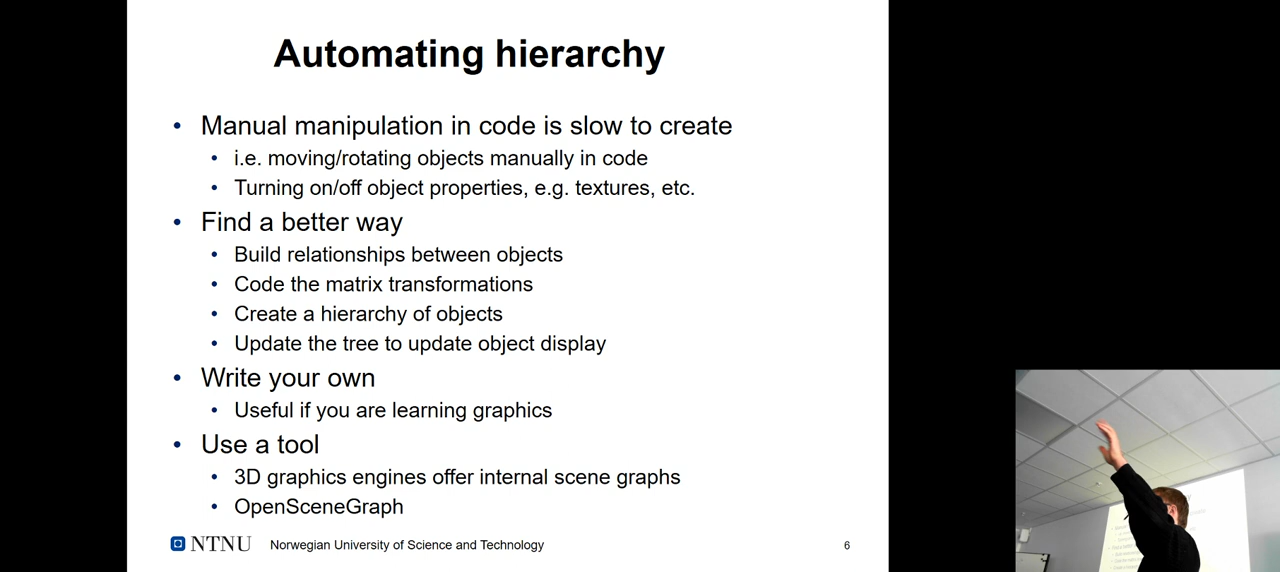 Automating hierarchy
• Manual manipulation in code is slow to create
• i.e. moving/rotating objects manually in code
• Turning on/off object properties, e.g. textures, etc.
• Find a better way
• Build relationships between objects
• Code the matrix transformations
• Create a hierarchy of objects
• Update the tree to update object display
• Write your own
• Useful if you are learning graphics
• Use a tool
• 3D graphics engines offer internal scene graphs
• OpenSceneGraph
NTNU Norwegian University of Science and Technology 6